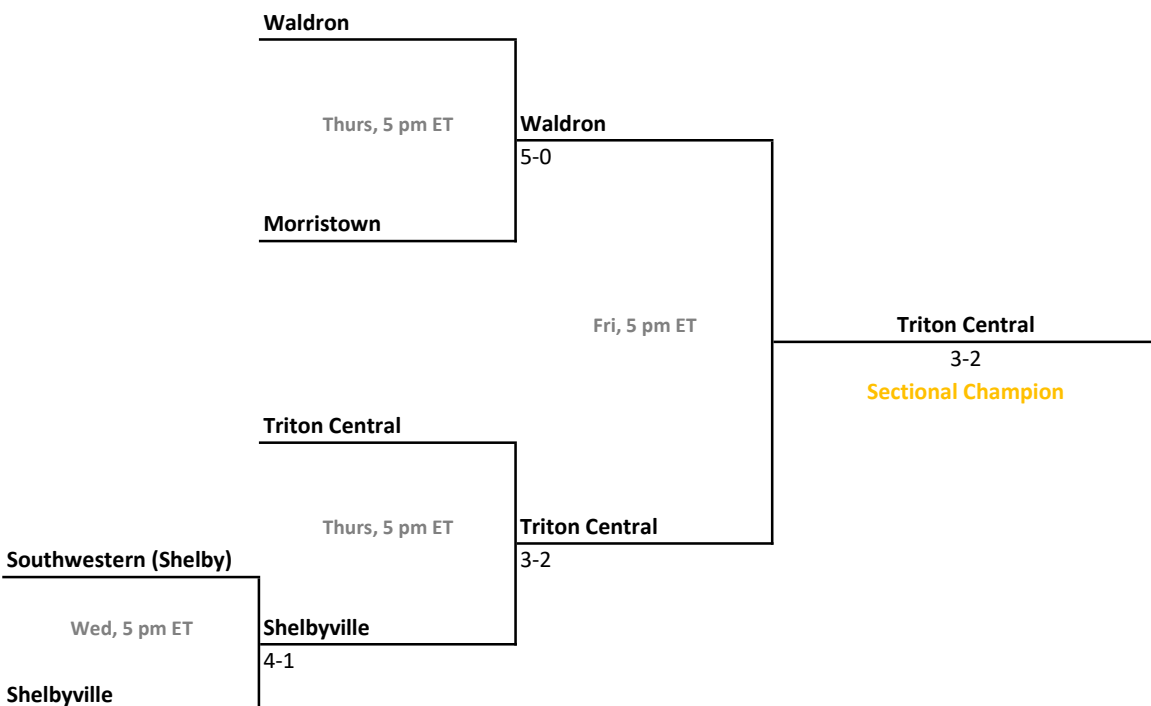 Waldron
Thurs, 5 pm ET
Waldron
5-0
Morristown
Fri, 5 pm ET
Triton Central
3-2
Sectional Champion
Triton Central
Thurs, 5 pm ET
Triton Central
3-2
Southwestern (Shelby)
Wed, 5 pm ET
Shelbyville
4-1
Shelbyville